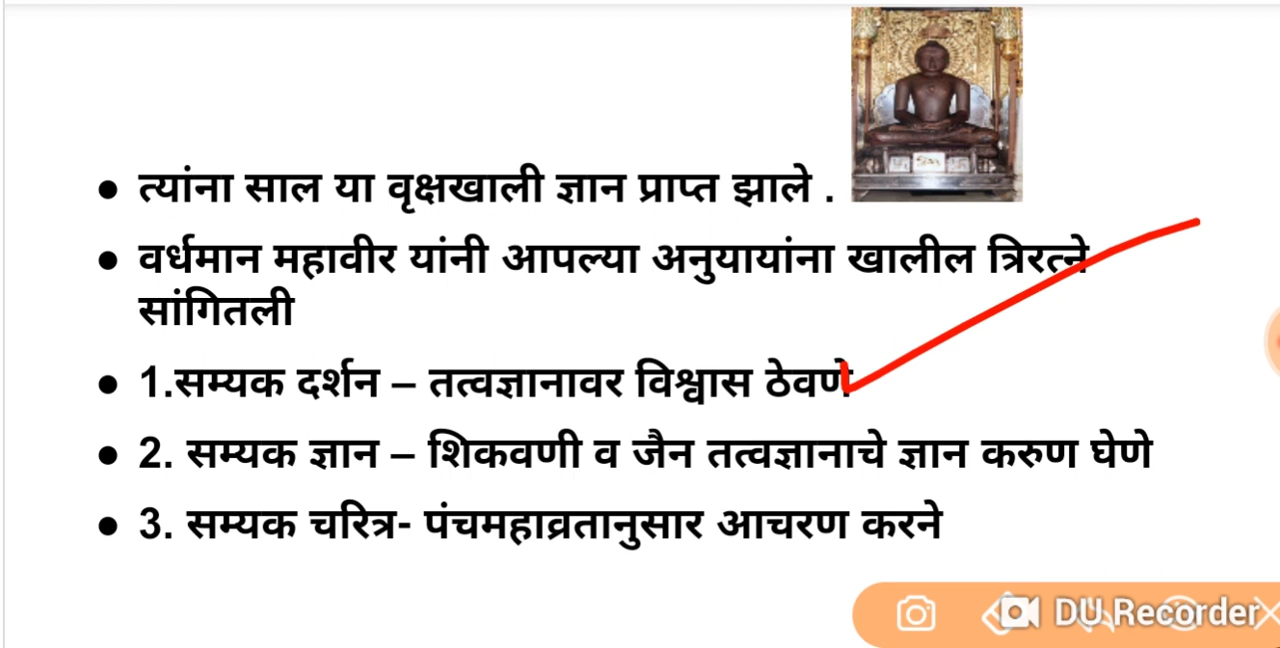 ● त्यांना साल या वृक्षखाली ज्ञान प्राप्त झाले .
● वर्धमान महावीर यांनी आपल्या अनुयायांना खालील त्रिरत्ने
सांगितली
● 1.सम्यक दर्शन – तत्वज्ञानावर विश्वास ठेवणे
● 2. सम्यक ज्ञान – शिकवणी व जैन तत्वज्ञानाचे ज्ञान करुण घेणे
● 3. सम्यक चरित्र- पंचमहाव्रतानुसार आचरण करने
DU Recorder